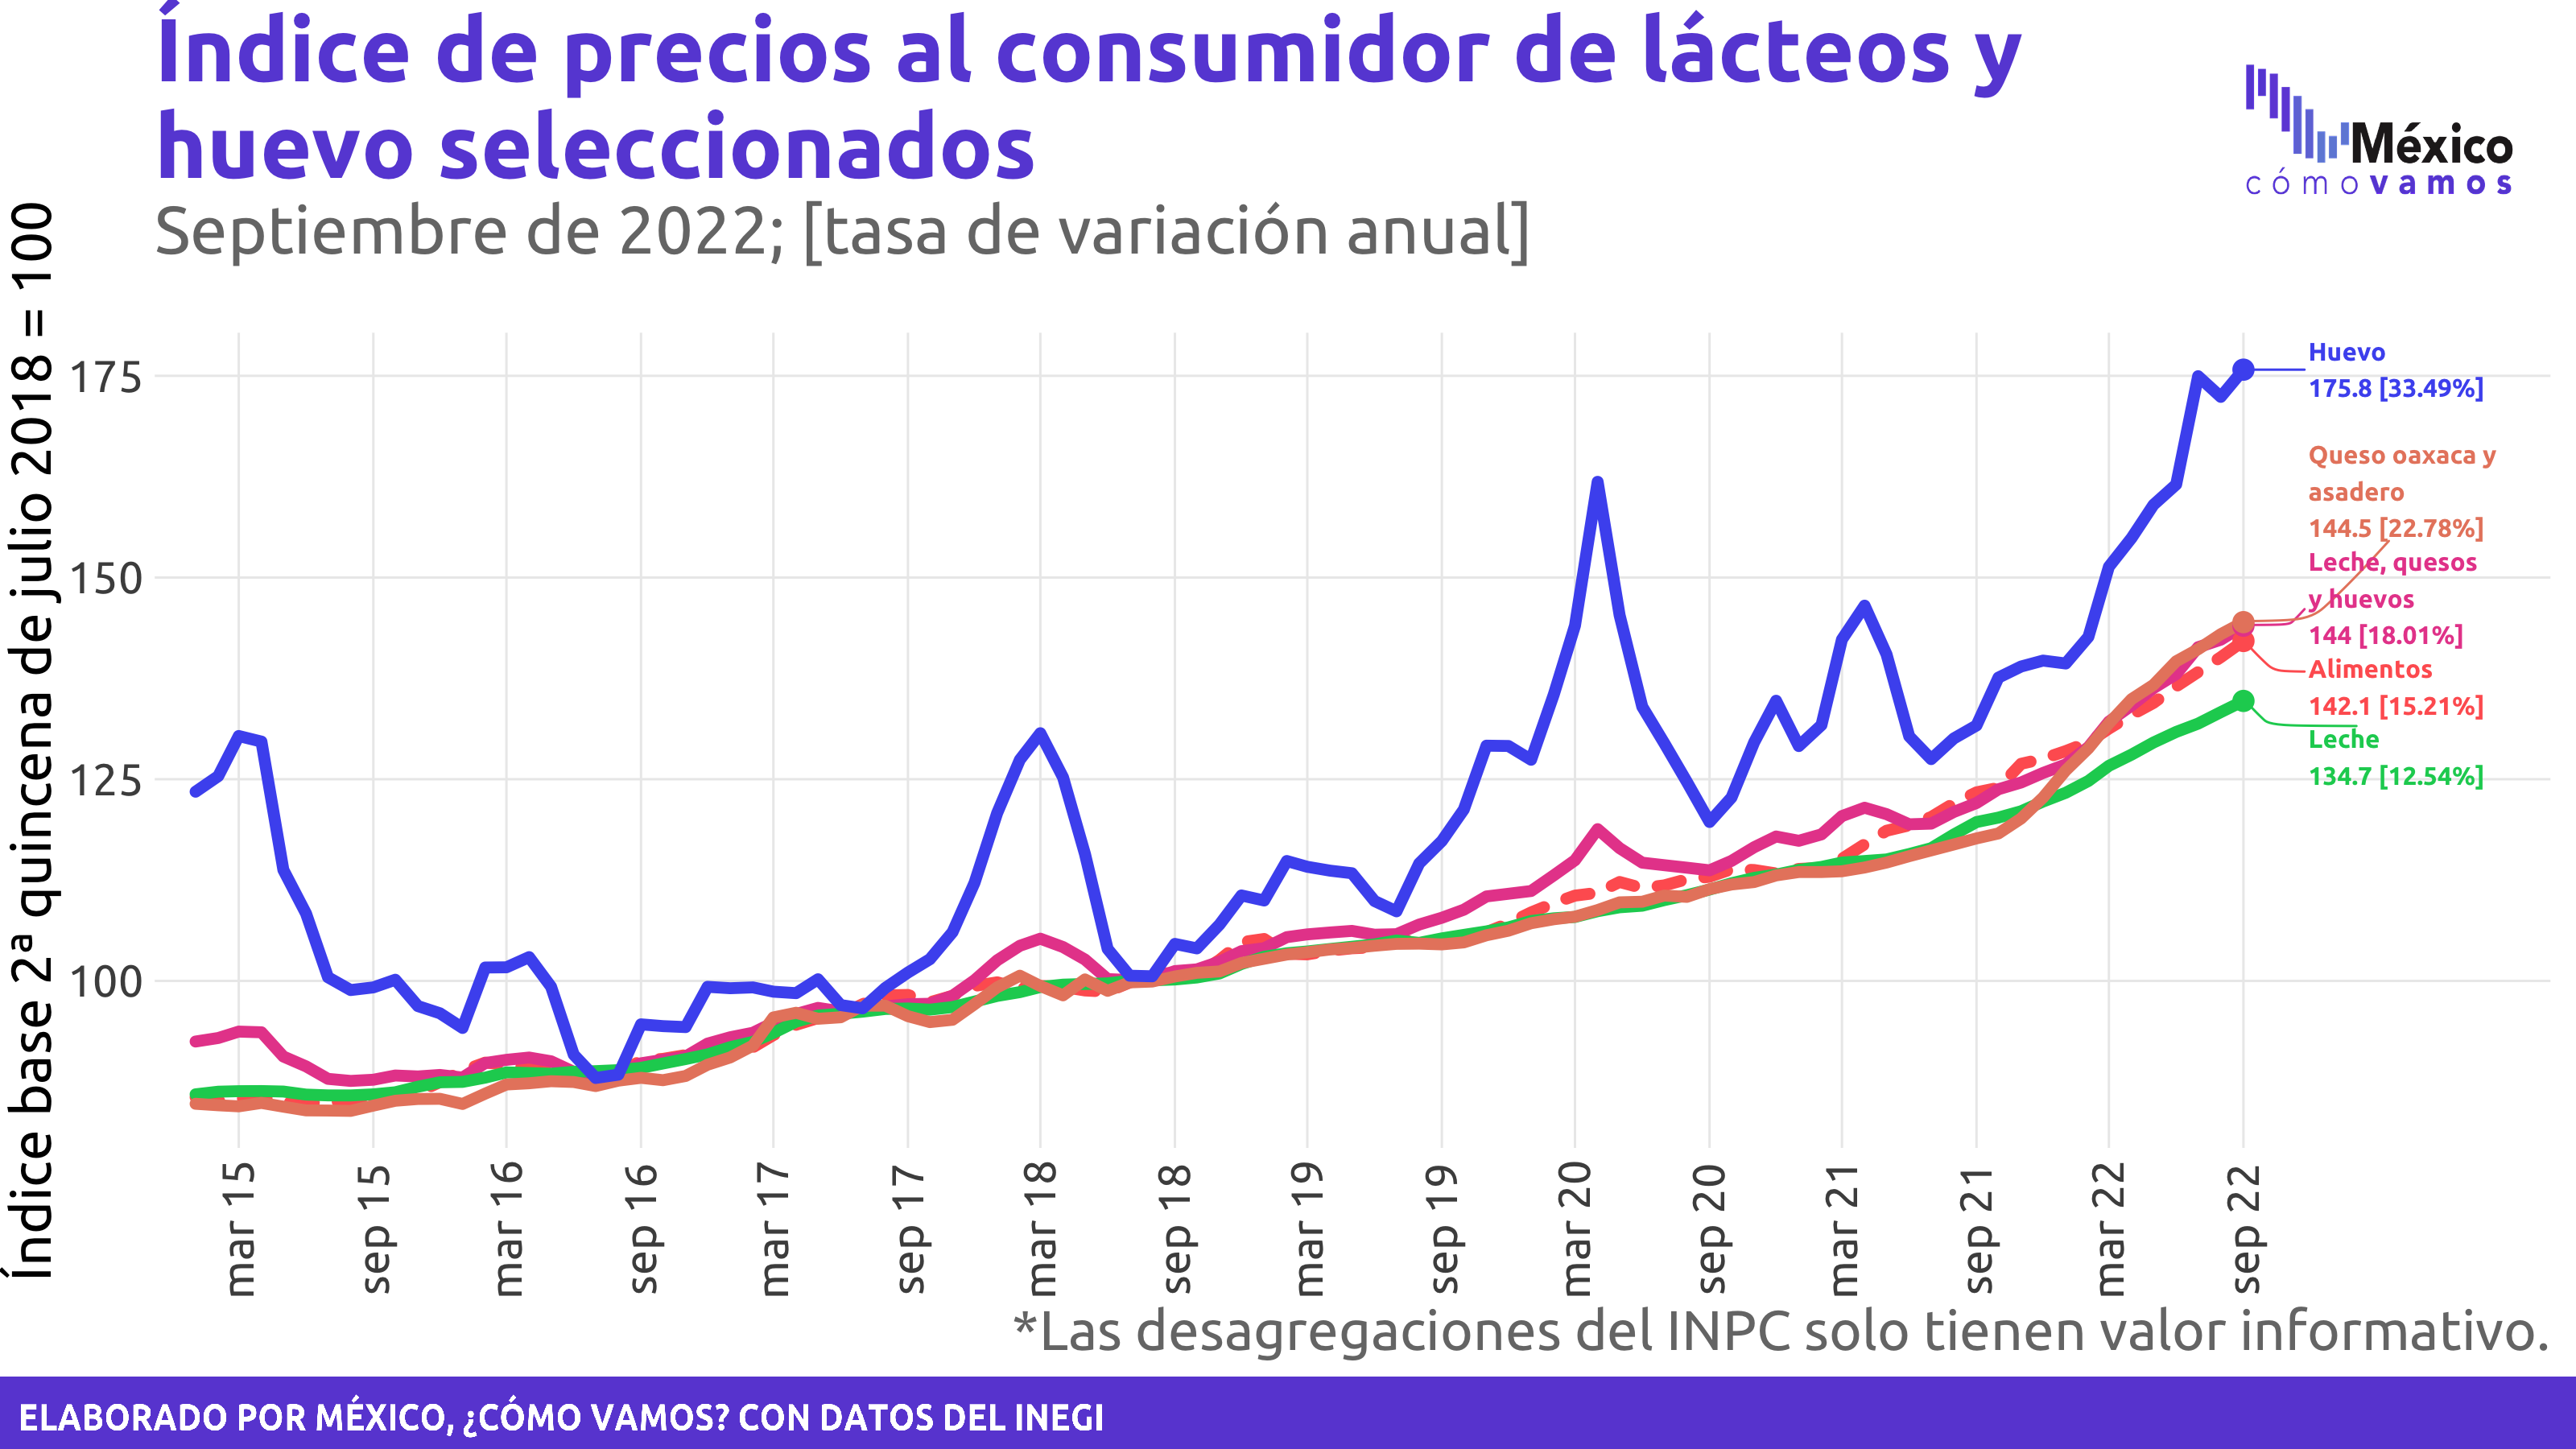 Índice de precios al consumidor de lácteos y
huevo seleccionados
Septiembre de 2022; [tasa de variación anual]
México
cómo vamos
Índice base 2ª quincena de julio 2018 = 100
175
150
125
100
Huevo
175.8 [33.49%]
Queso oaxaca y
asadero
144.5 [22.78%]
Leche, quesos
y huevos
144 [18.01%]
Alimentos
142.1 [15.21%]
Leche
134.7 [12.54%]
mar 15
sep 15
mar 16
sep 16
mar 17
sep 17
mar 18
sep 18
mar 19
sep 19
mar 20
sep 20
mar 21
sep 21
mar 22
sep 22
*Las desagregaciones del INPC solo tienen valor informativo.
ELABORADO POR MÉXICO, ¿CÓMO VAMOS? CON DATOS DEL INEGI